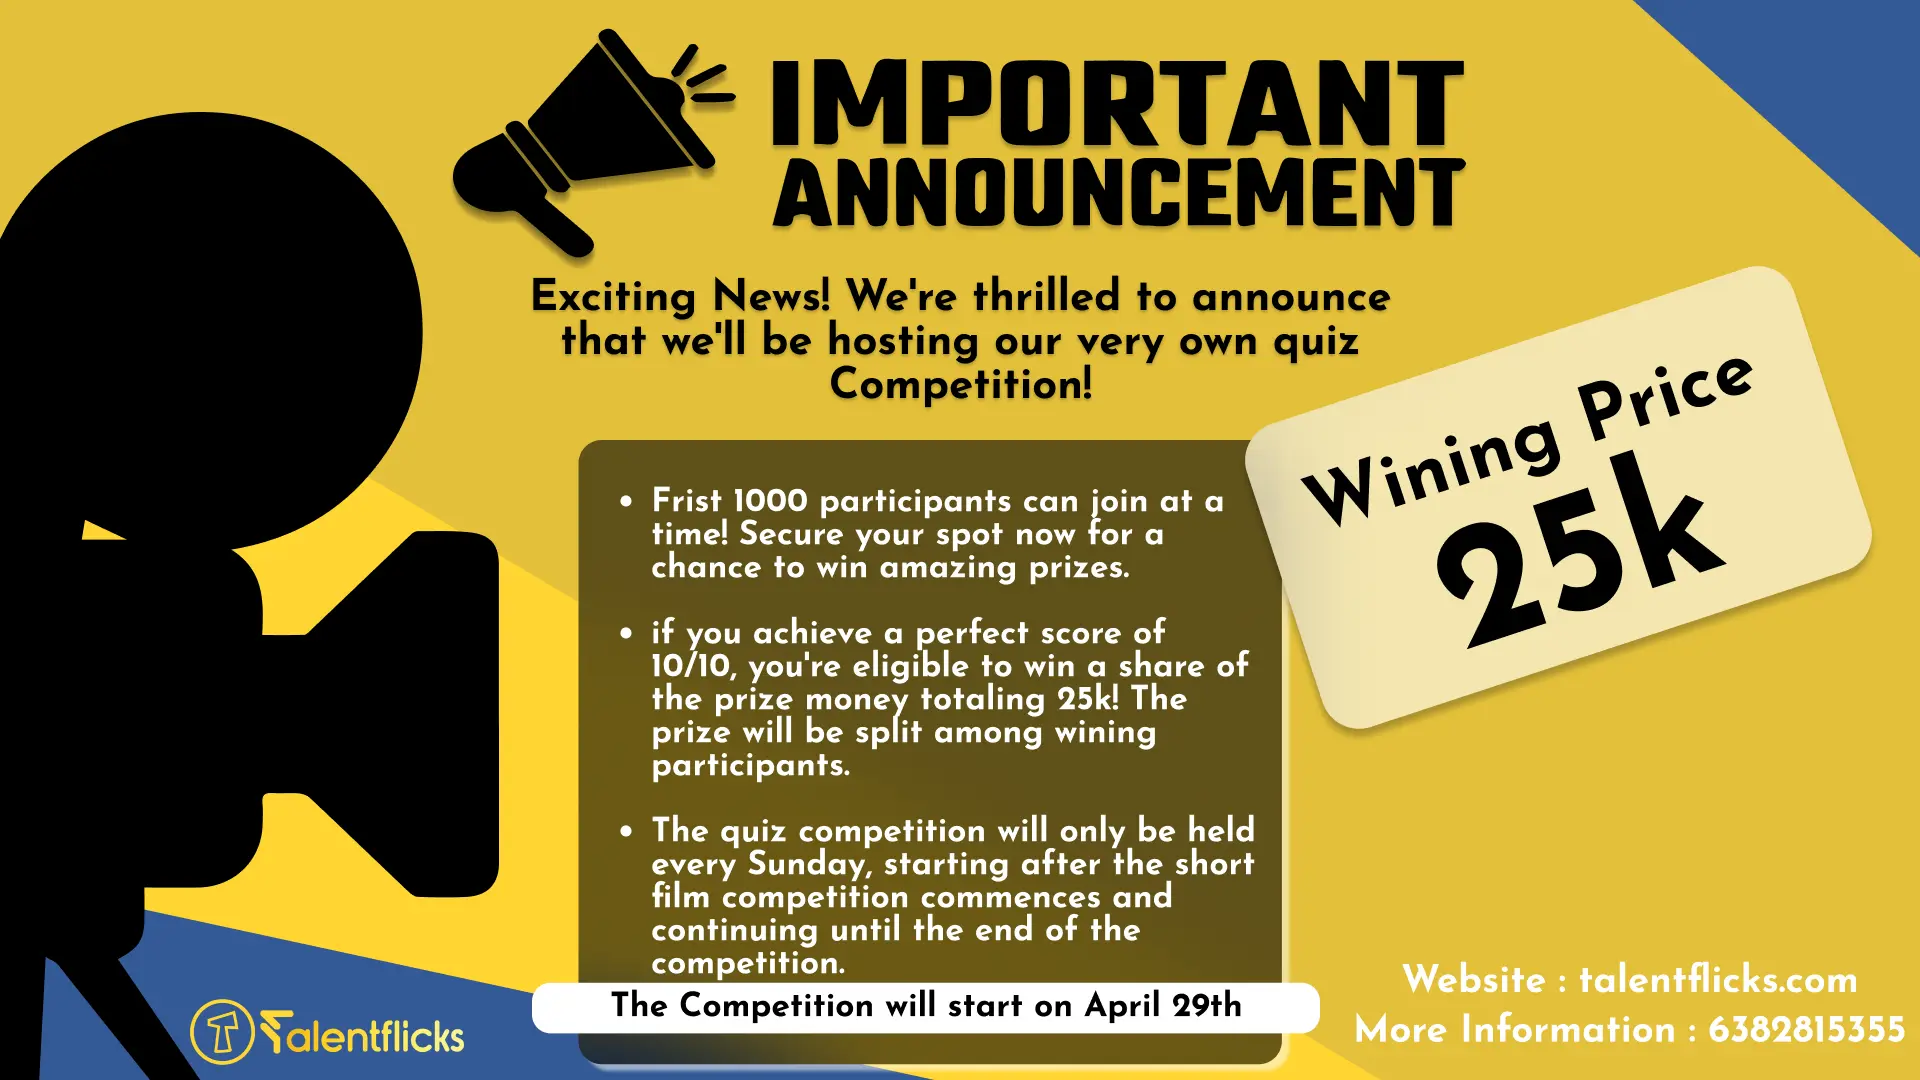 IMPORTANT
ANNOUNCEMENT
Exciting News! We're thrilled to announce
that we'll be hosting our very own quiz
Competition!
Wining Price
25k
• Frist 1000 participants can join at a
time! Secure your spot now for a
chance to win amazing prizes.
• if you achieve a perfect score of
10/10, you're eligible to win a share of
the prize money totaling 25k! The
prize will be split among wining
participants.
• The quiz competition will only be held
every Sunday, starting after the short
film competition commences and
continuing until the end of the
competition.
The Competition will start on April 29th
Talentflicks
Website : talentflicks.com
More Information : 6382815355